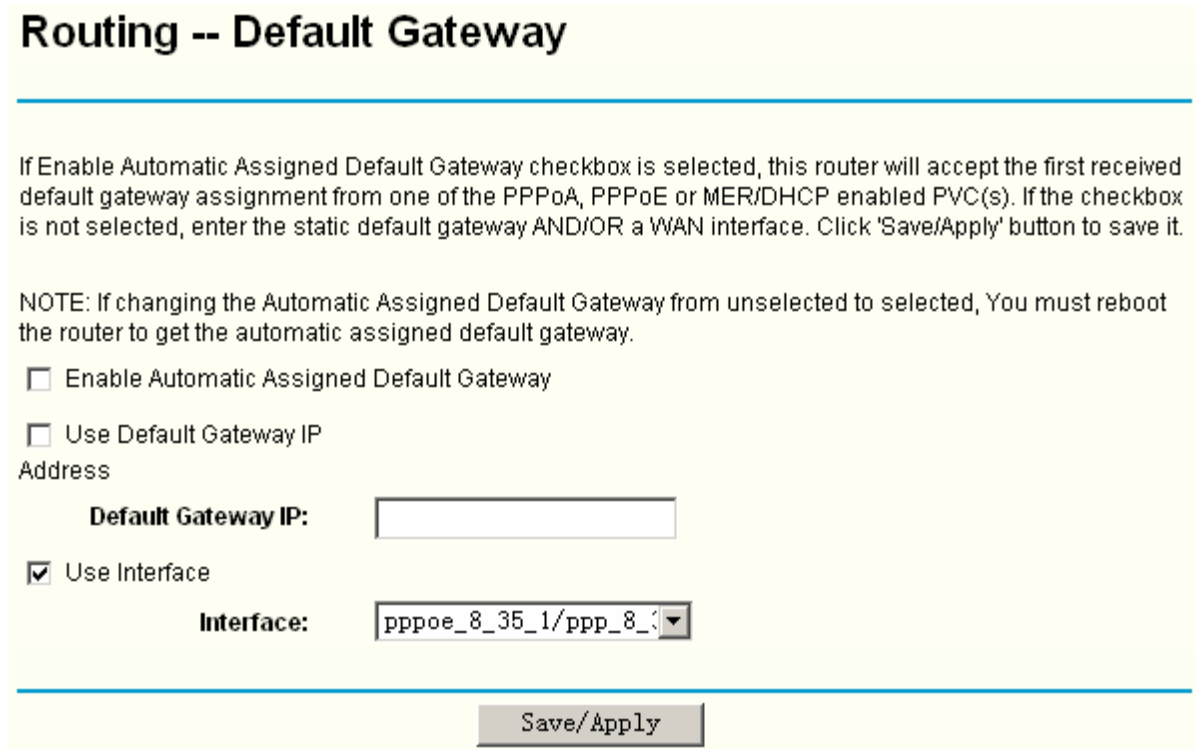 Routing -- Default Gateway
If Enable Automatic Assigned Default Gateway checkbox is selected, this router will accept the first received
default gateway assignment from one of the PPPoA, PPPoE or MER/DHCP enabled PVC(s). If the checkbox
is not selected, enter the static default gateway AND/OR a WAN interface. Click 'Save/Apply' button to save it.
NOTE: If changing the Automatic Assigned Default Gateway from unselected to selected, You must reboot
the router to get the automatic assigned default gateway.
Enable Automatic Assigned Default Gateway
Use Default Gateway IP
Address
Default Gateway IP:
Use Interface
Interface: pppoe_8_35_1/ppp_8_
Save/Apply